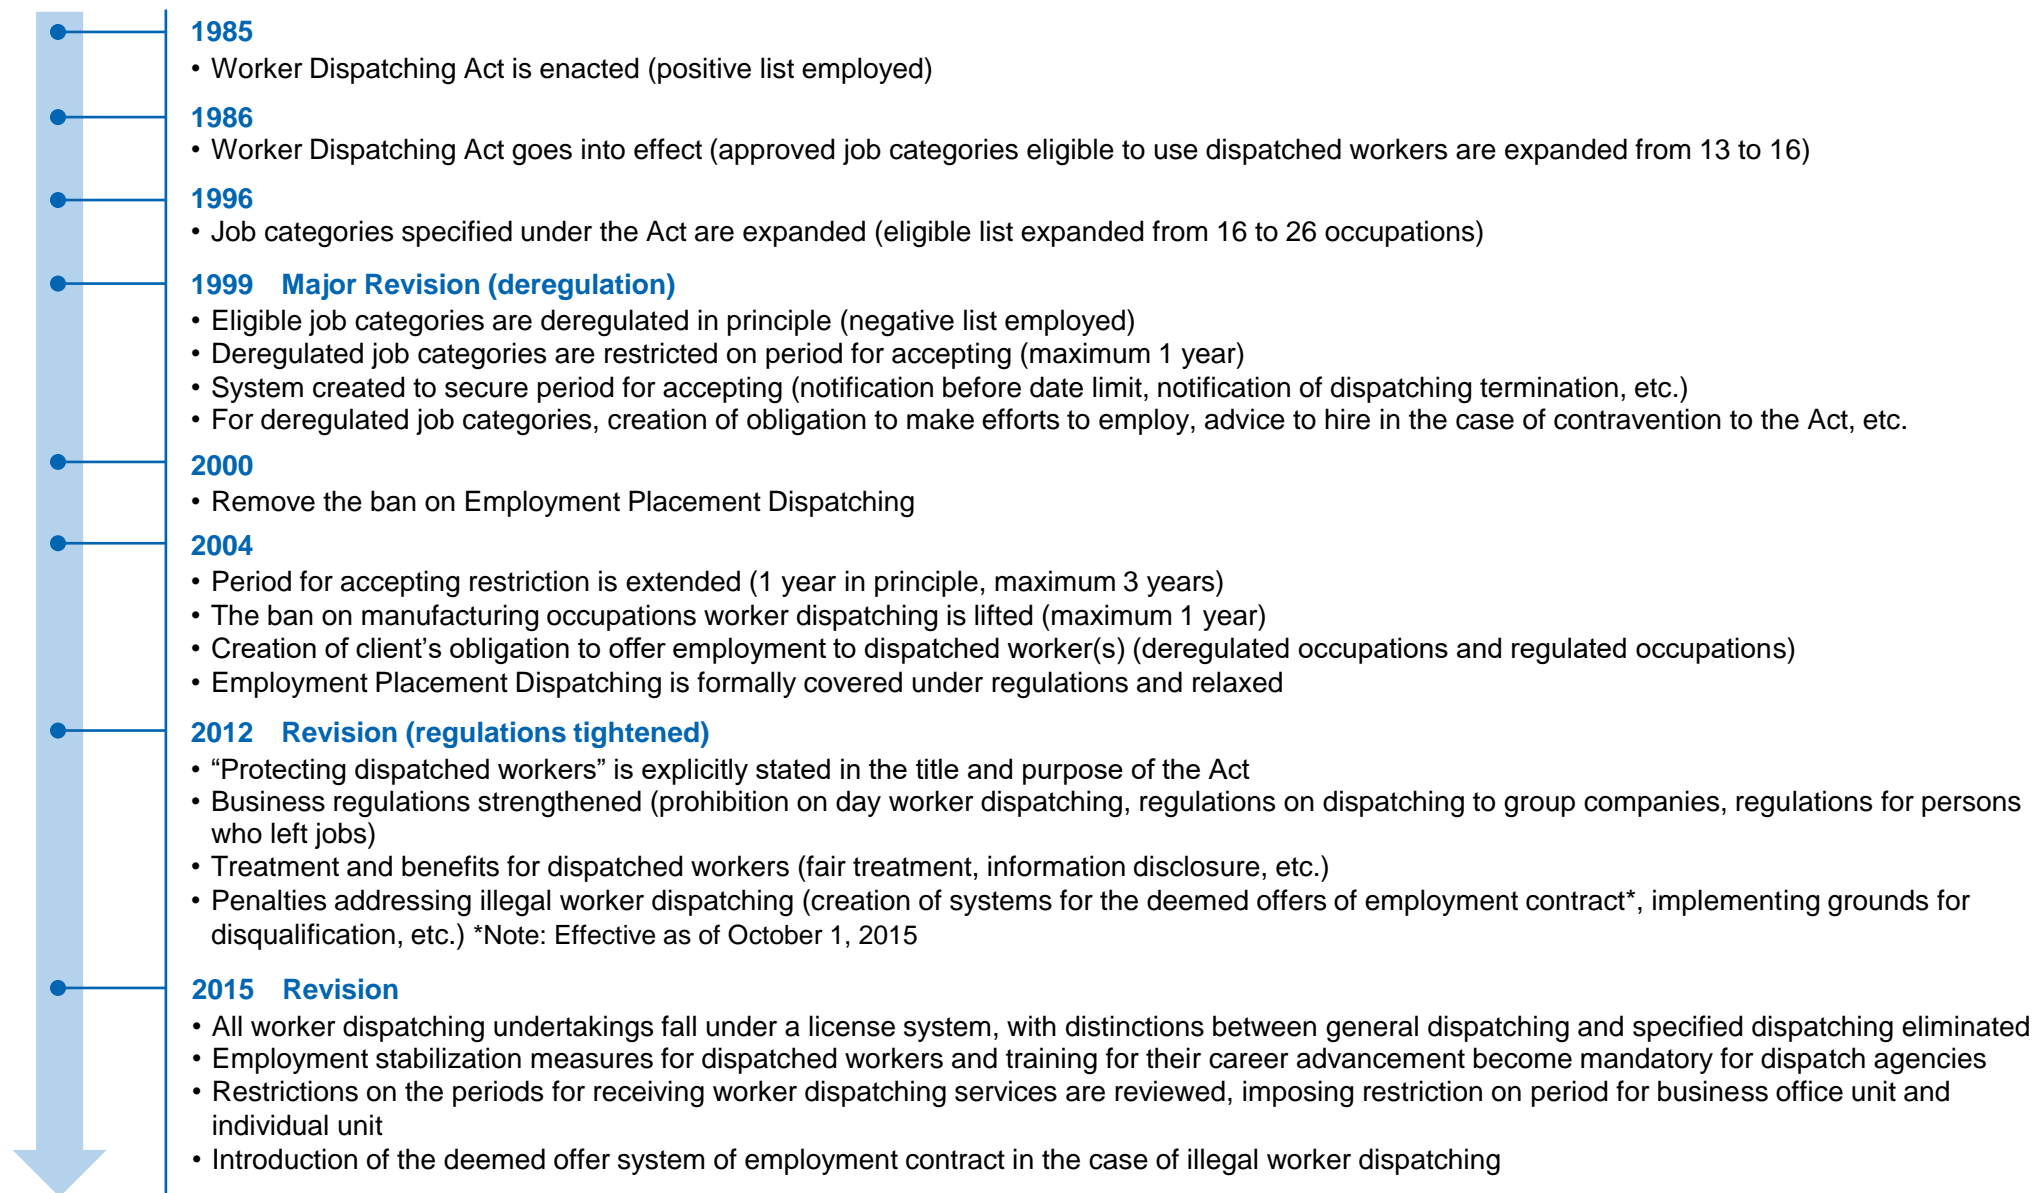 1985
• Worker Dispatching Act is enacted (positive list employed)
1986
• Worker Dispatching Act goes into effect (approved job categories eligible to use dispatched workers are expanded from 13 to 16)
1996
• Job categories specified under the Act are expanded (eligible list expanded from 16 to 26 occupations)
1999 Major Revision (deregulation)
• Eligible job categories are deregulated in principle (negative list employed)
• Deregulated job categories are restricted on period for accepting (maximum 1 year)
• System created to secure period for accepting (notification before date limit, notification of dispatching termination, etc.)
• For deregulated job categories, creation of obligation to make efforts to employ, advice to hire in the case of contravention to the Act, etc.
2000
• Remove the ban on Employment Placement Dispatching
2004
• Period for accepting restriction is extended (1 year in principle, maximum 3 years)
• The ban on manufacturing occupations worker dispatching is lifted (maximum 1 year)
• Creation of client’s obligation to offer employment to dispatched worker(s) (deregulated occupations and regulated occupations)
• Employment Placement Dispatching is formally covered under regulations and relaxed
2012 Revision (regulations tightened)
• “Protecting dispatched workers” is explicitly stated in the title and purpose of the Act
• Business regulations strengthened (prohibition on day worker dispatching, regulations on dispatching to group companies, regulations for persons
who left jobs)
• Treatment and benefits for dispatched workers (fair treatment, information disclosure, etc.)
• Penalties addressing illegal worker dispatching (creation of systems for the deemed offers of employment contract*, implementing grounds for
disqualification, etc.) *Note: Effective as of October 1, 2015
2015 Revision
• All worker dispatching undertakings fall under a license system, with distinctions between general dispatching and specified dispatching eliminated
• Employment stabilization measures for dispatched workers and training for their career advancement become mandatory for dispatch agencies
• Restrictions on the periods for receiving worker dispatching services are reviewed, imposing restriction on period for business office unit and
individual unit
• Introduction of the deemed offer system of employment contract in the case of illegal worker dispatching